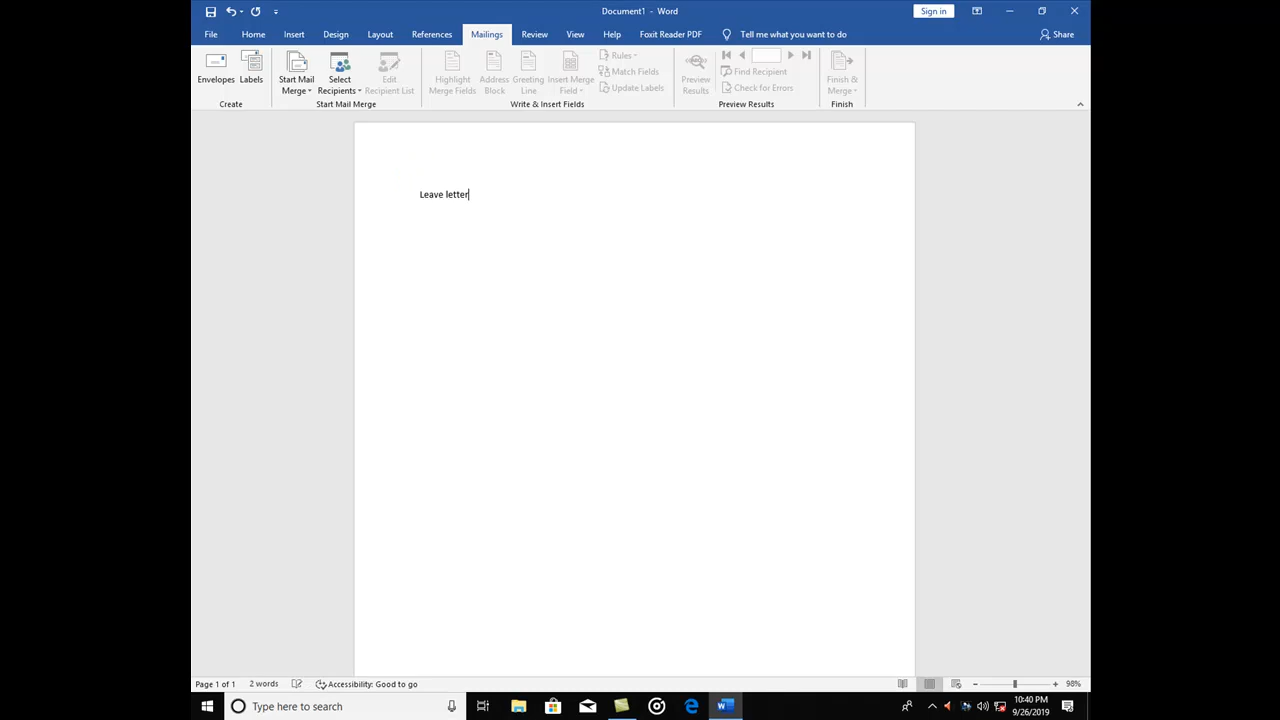 Document1 - Word
Sign in
File Home Insert Design Layout References Mailings Review View Help Foxit Reader PDF Tell me what you want to do Share
Envelopes Labels
Create
Start Mail Merge Select Recipients Edit Recipient List
Start Mail Merge
Highlight Merge Fields Address Block Greeting Line Insert Merge Field
Rules
Match Fields
Update Labels
Write & Insert Fields
Preview Results
Find Recipient
Check for Errors
Preview Results
Finish & Merge
Finish
Leave letter
Page 1 of 1 2 words Accessibility: Good to go 98%
Type here to search
10:40 PM
9/26/2019